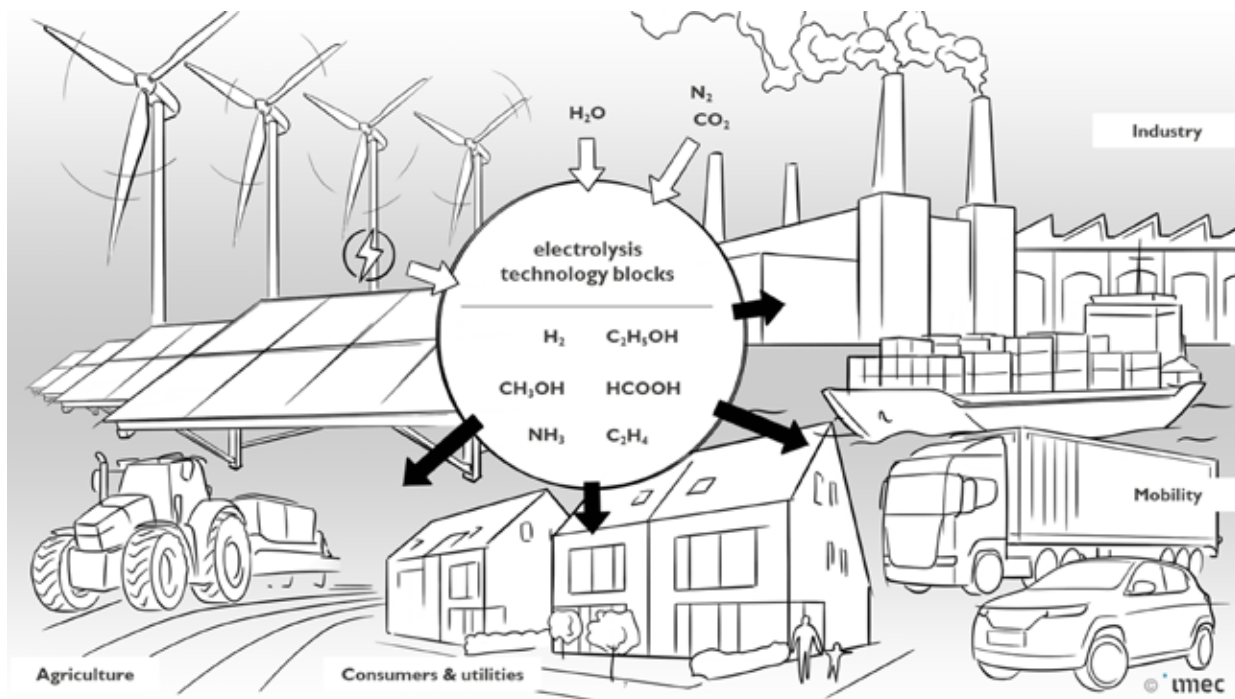 H₂O
N₂
CO₂
Industry
electrolysis
technology blocks
H₂ C₂H₅OH
CH₃OH HCOOH
NH₃ C₂H₄
Mobility
Agriculture
Consumers & utilities
© imec